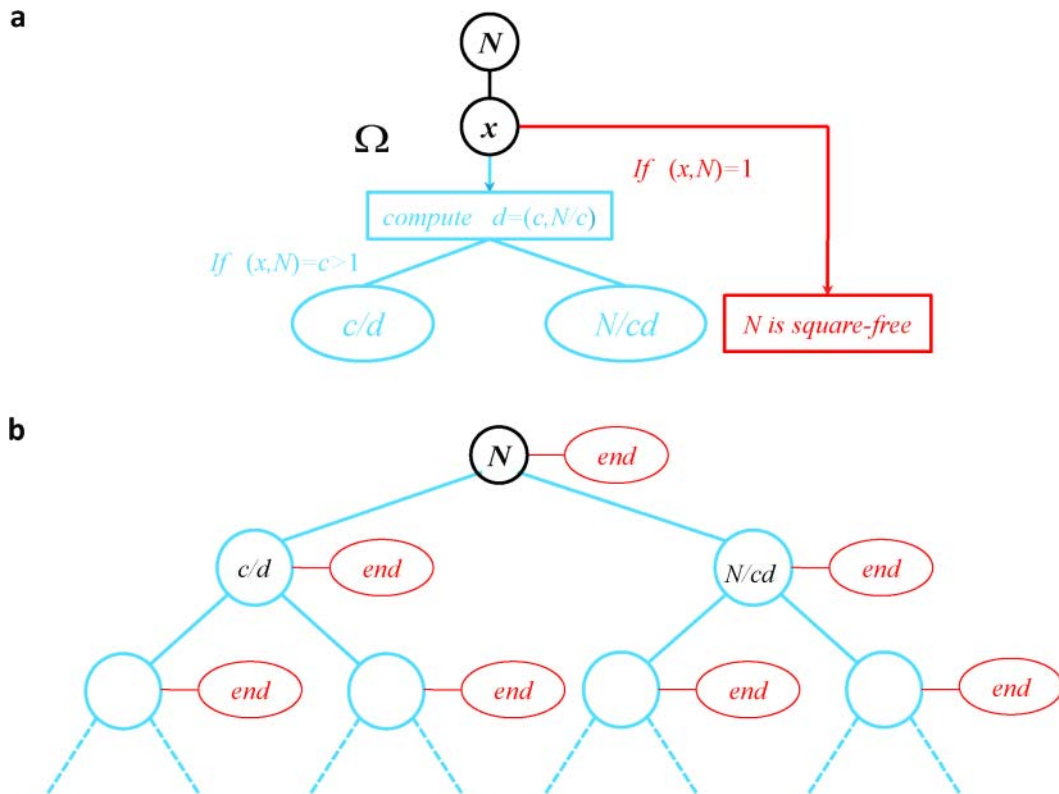 a
N
x
Ω
If (x,N)=1
compute d=(c,N/c)
If (x,N)=c>1
c/d
N/cd
N is square-free
b
N
end
c/d
end
N/cd
end
end
end
end
end